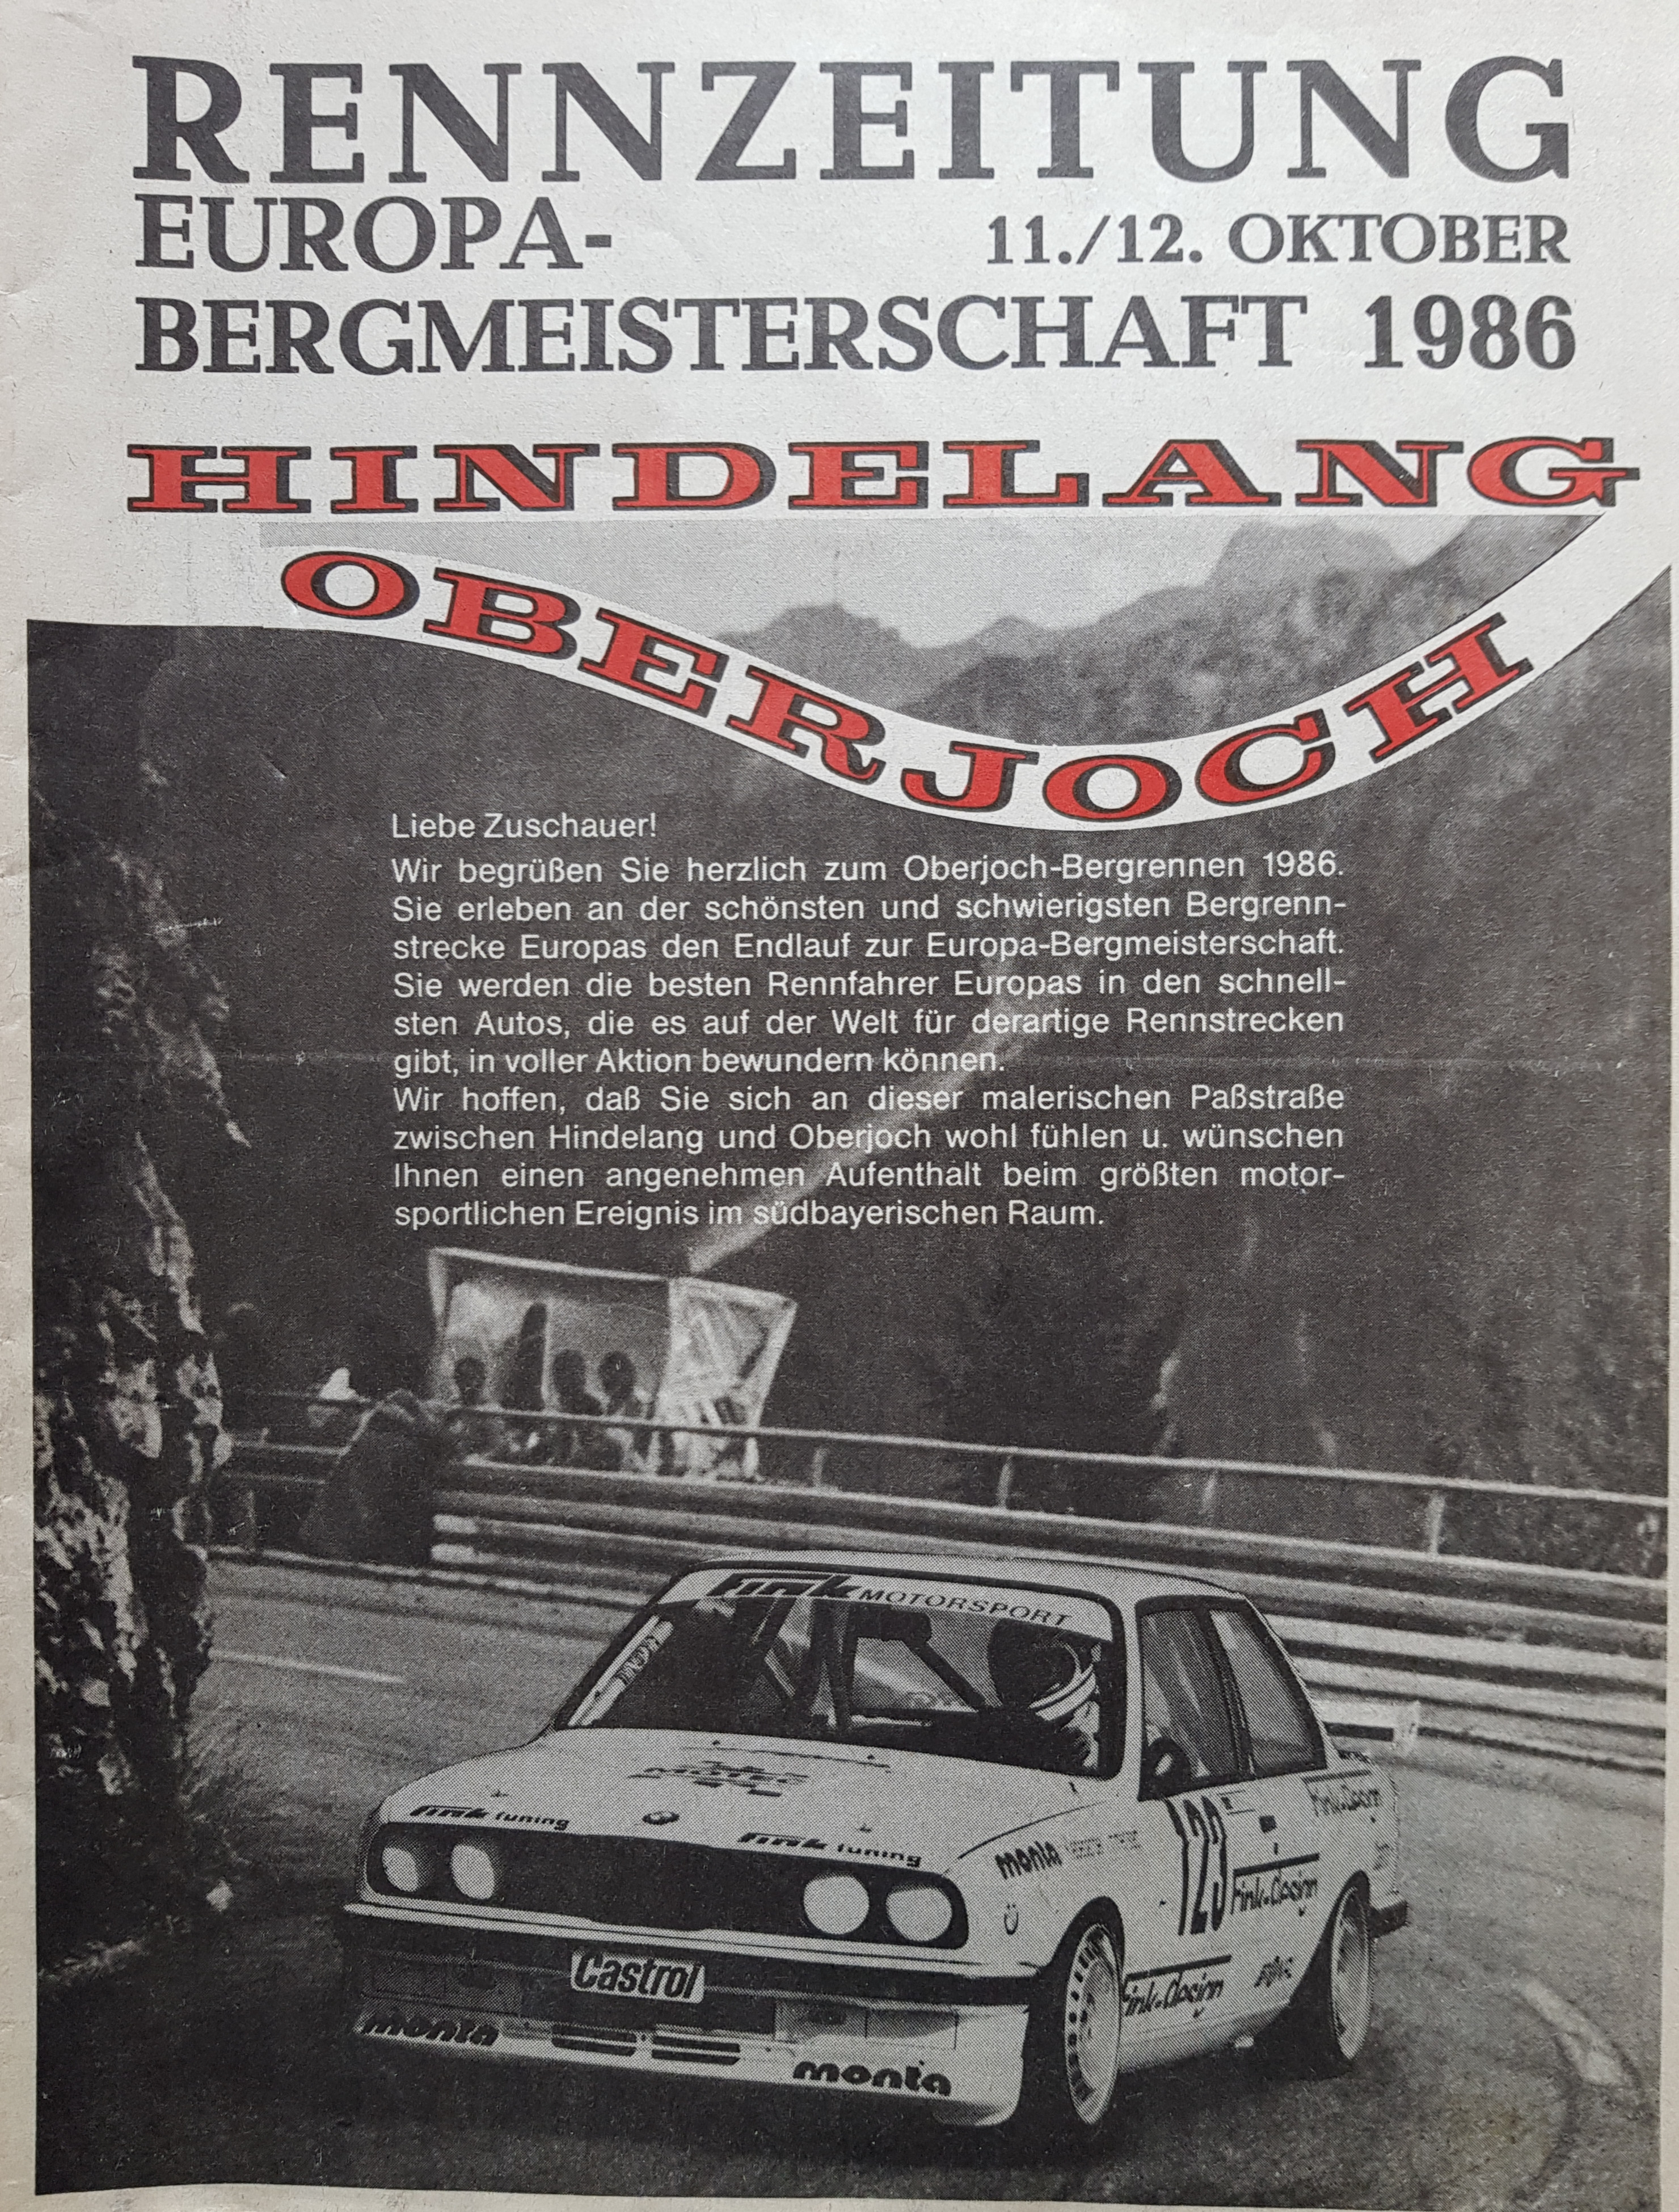 RENNZEITUNG
EUROPA-
11./12. OKTOBER
BERGMEISTERSCHAFT 1986
HINDELANG
OBERJOCH
Liebe Zuschauer!
Wir begrüßen Sie herzlich zum Oberjoch-Bergrennen 1986.
Sie erleben an der schönsten und schwierigsten Bergrenn-
strecke Europas den Endlauf zur Europa-Bergmeisterschaft.
Sie werden die besten Rennfahrer Europas in den schnell-
sten Autos, die es auf der Welt für derartige Rennstrecken
gibt, in voller Aktion bewundern können.
Wir hoffen, daß Sie sich an dieser malerischen Paßstraße
zwischen Hindelang und Oberjoch wohl fühlen u. wünschen
Ihnen einen angenehmen Aufenthalt beim größten motor-
sportlichen Ereignis im südbayerischen Raum.
Fink MOTORSPORT
Fink tuning
Fink tuning
monta
123
Fink-Design
Fink-Design
Fink-Design
Castrol
monta
monta